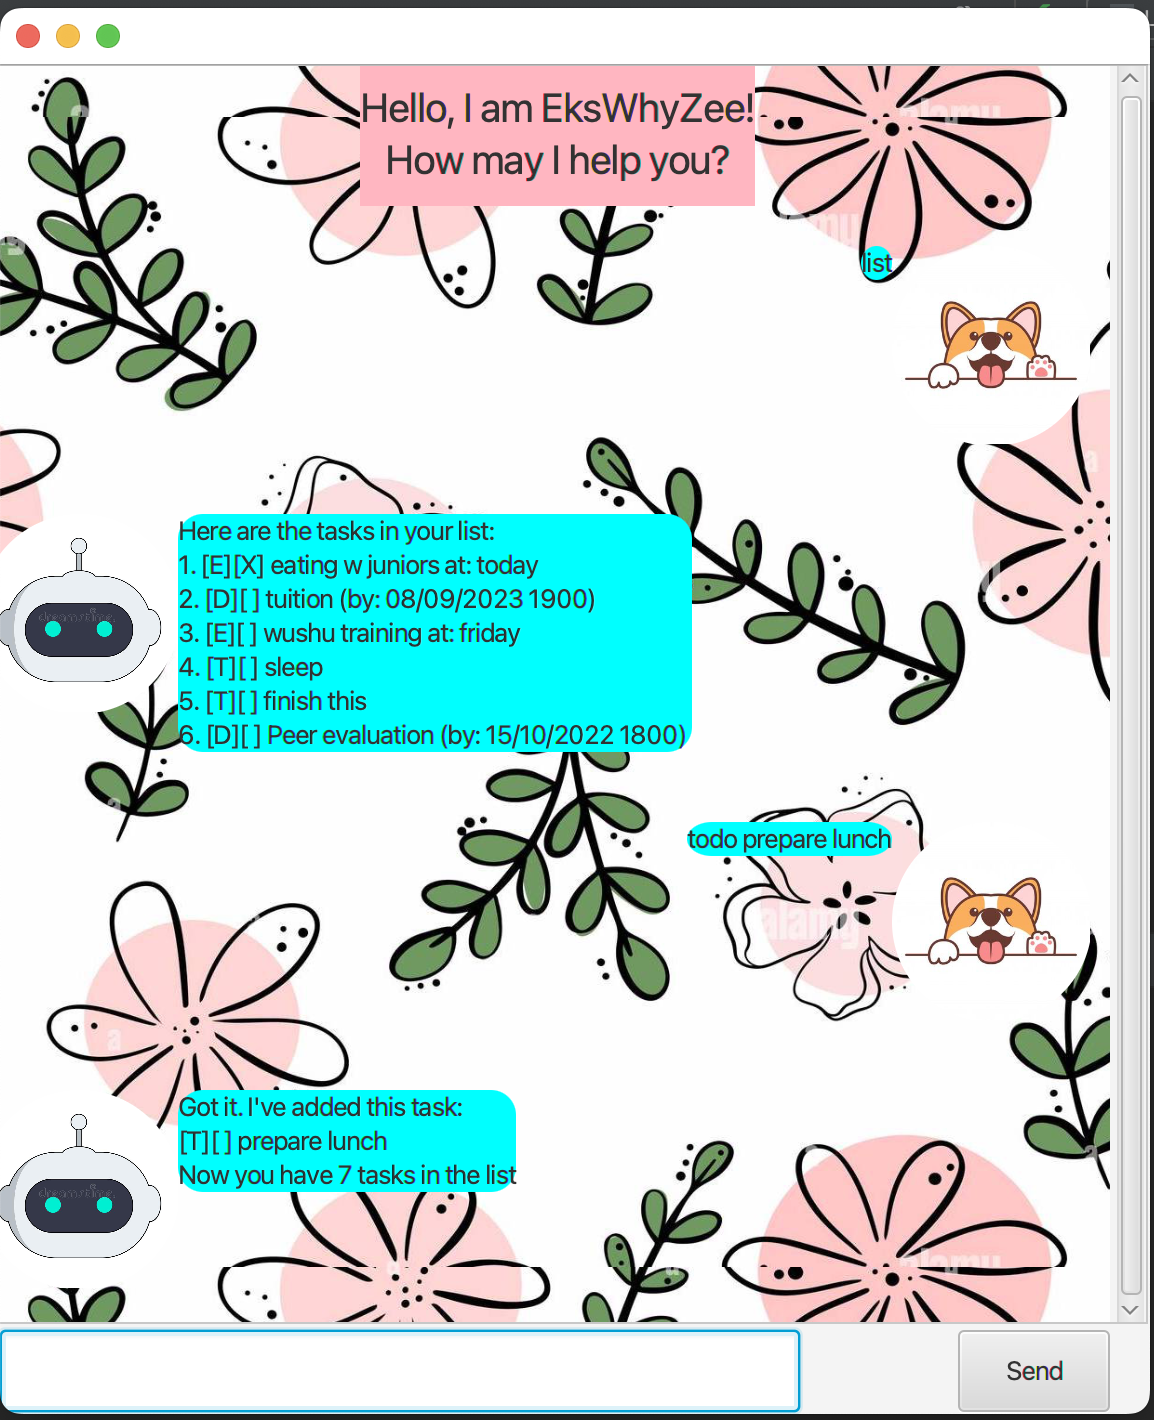 Hello, I am EksWhyZee!
How may I help you?
list
Here are the tasks in your list:
1. [E][X] eating w juniors at: today
2. [D][ ] tuition (by: 08/09/2023 1900)
3. [E][ ] wushu training at: friday
4. [T][ ] sleep
5. [T][ ] finish this
6. [D][ ] Peer evaluation (by: 15/10/2022 1800)
todo prepare lunch
alamy
Got it. I've added this task:
[T][ ] prepare lunch
Now you have 7 tasks in the list
Send